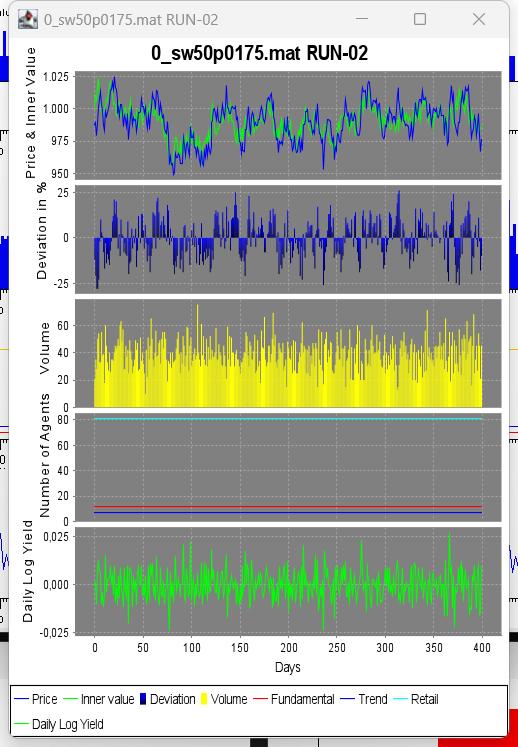 0_sw50p0175.mat RUN-02
0_sw50p0175.mat RUN-02
Price & Inner Value
1.025
1.000
975
950
Deviation in %
25
0
-25
Volume
60
40
20
0
Number of Agents
80
60
40
20
0
Daily Log Yield
0,025
0,000
-0,025
0 50 100 150 200 250 300 350 400
Days
Price Inner value Deviation Volume Fundamental Trend Retail
Daily Log Yield